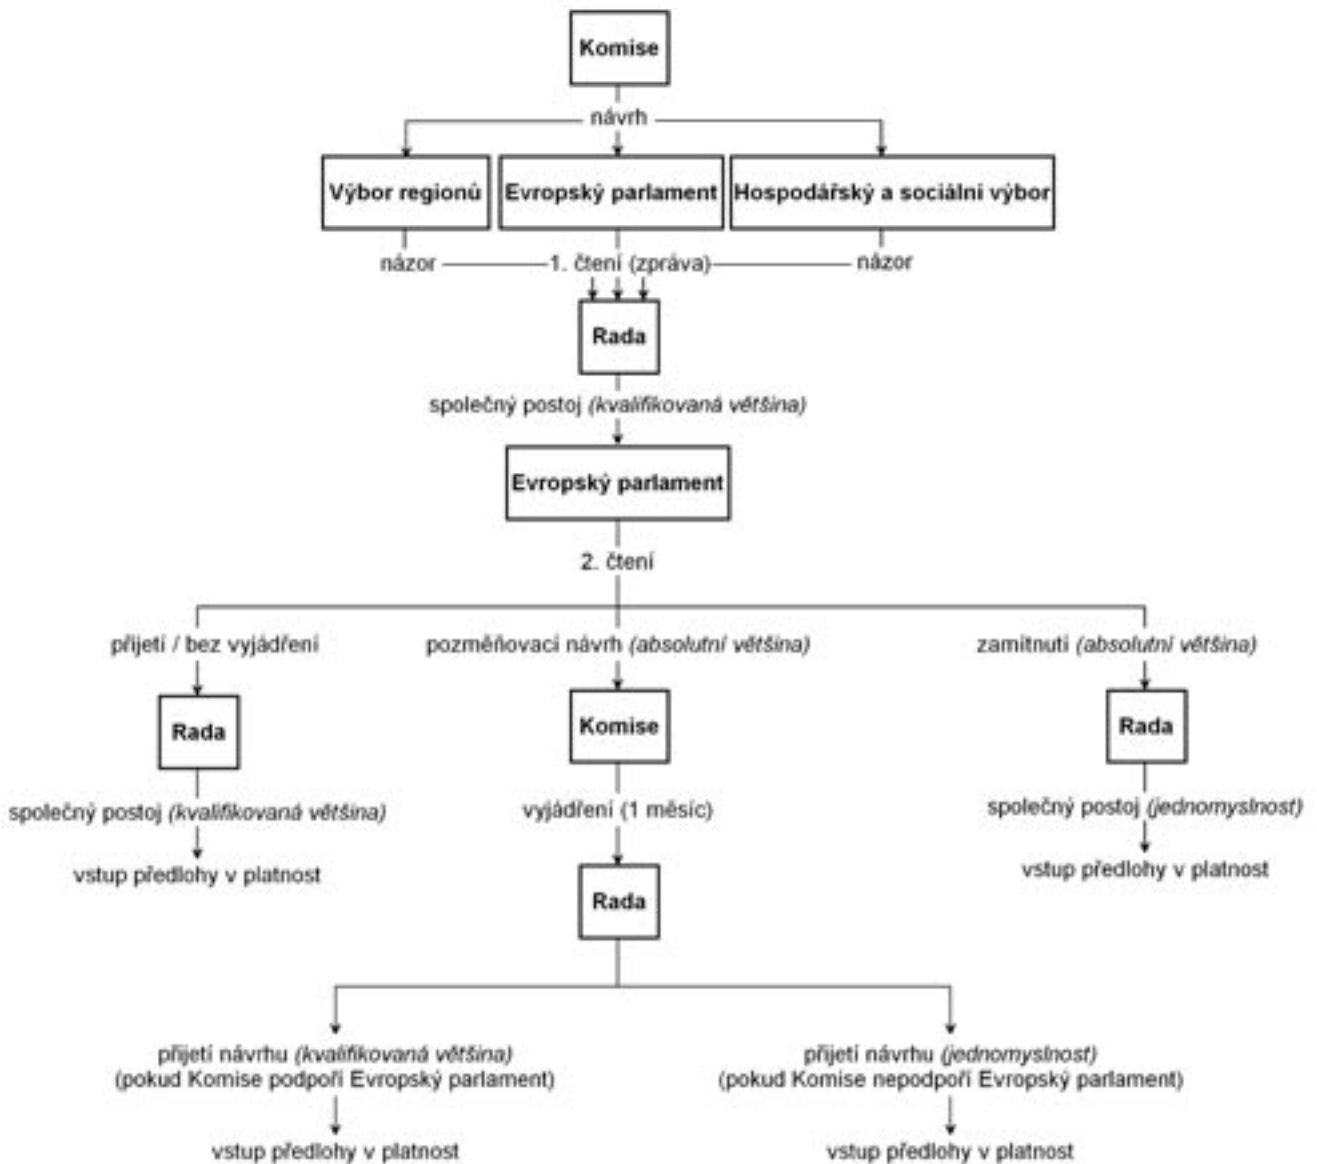 Komise
návrh
Výbor regionů
Evropský parlament
Hospodářský a sociální výbor
názor
1. čtení (zpráva)
názor
Rada
společný postoj (kvalifikovaná většina)
Evropský parlament
2. čtení
přijetí / bez vyjádření
pozměňovací návrh (absolutní většina)
zamítnutí (absolutní většina)
Rada
Komise
Rada
společný postoj (kvalifikovaná většina)
vyjádření (1 měsíc)
společný postoj (jednomyslnost)
vstup předlohy v platnost
vstup předlohy v platnost
Rada
přijetí návrhu (kvalifikovaná většina)
(pokud Komise podpoří Evropský parlament)
přijetí návrhu (jednomyslnost)
(pokud Komise nepodpoří Evropský parlament)
vstup předlohy v platnost
vstup předlohy v platnost